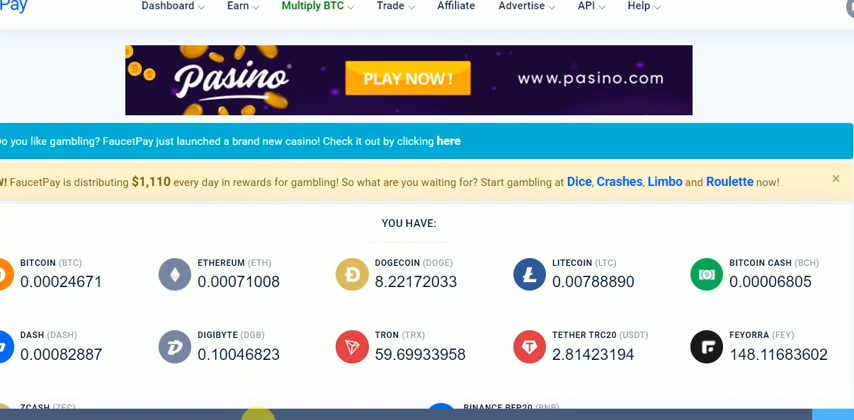 Pay
Dashboard Earn Multiply BTC Trade Affiliate Advertise API Help
Pasino PLAY NOW! www.pasino.com
Do you like gambling? FaucetPay just launched a brand new casino! Check it out by clicking here
W! FaucetPay is distributing $1,110 every day in rewards for gambling! So what are you waiting for? Start gambling at Dice, Crashes, Limbo and Roulette now! ×
YOU HAVE:
BITCOIN (BTC) ETHEREUM (ETH) DOGECOIN (DOGE) LITECOIN (LTC) BITCOIN CASH (BCH)
0.00024671 0.00071008 8.22172033 0.00788890 0.00006805
DASH (DASH) DIGIBYTE (DGB) TRON (TRX) TETHER TRC20 (USDT) FEYORRA (FEY)
0.00082887 0.10046823 59.69933958 2.81423194 148.11683602
ZCASH (ZEC) BINANCE BEP20 (BNB)